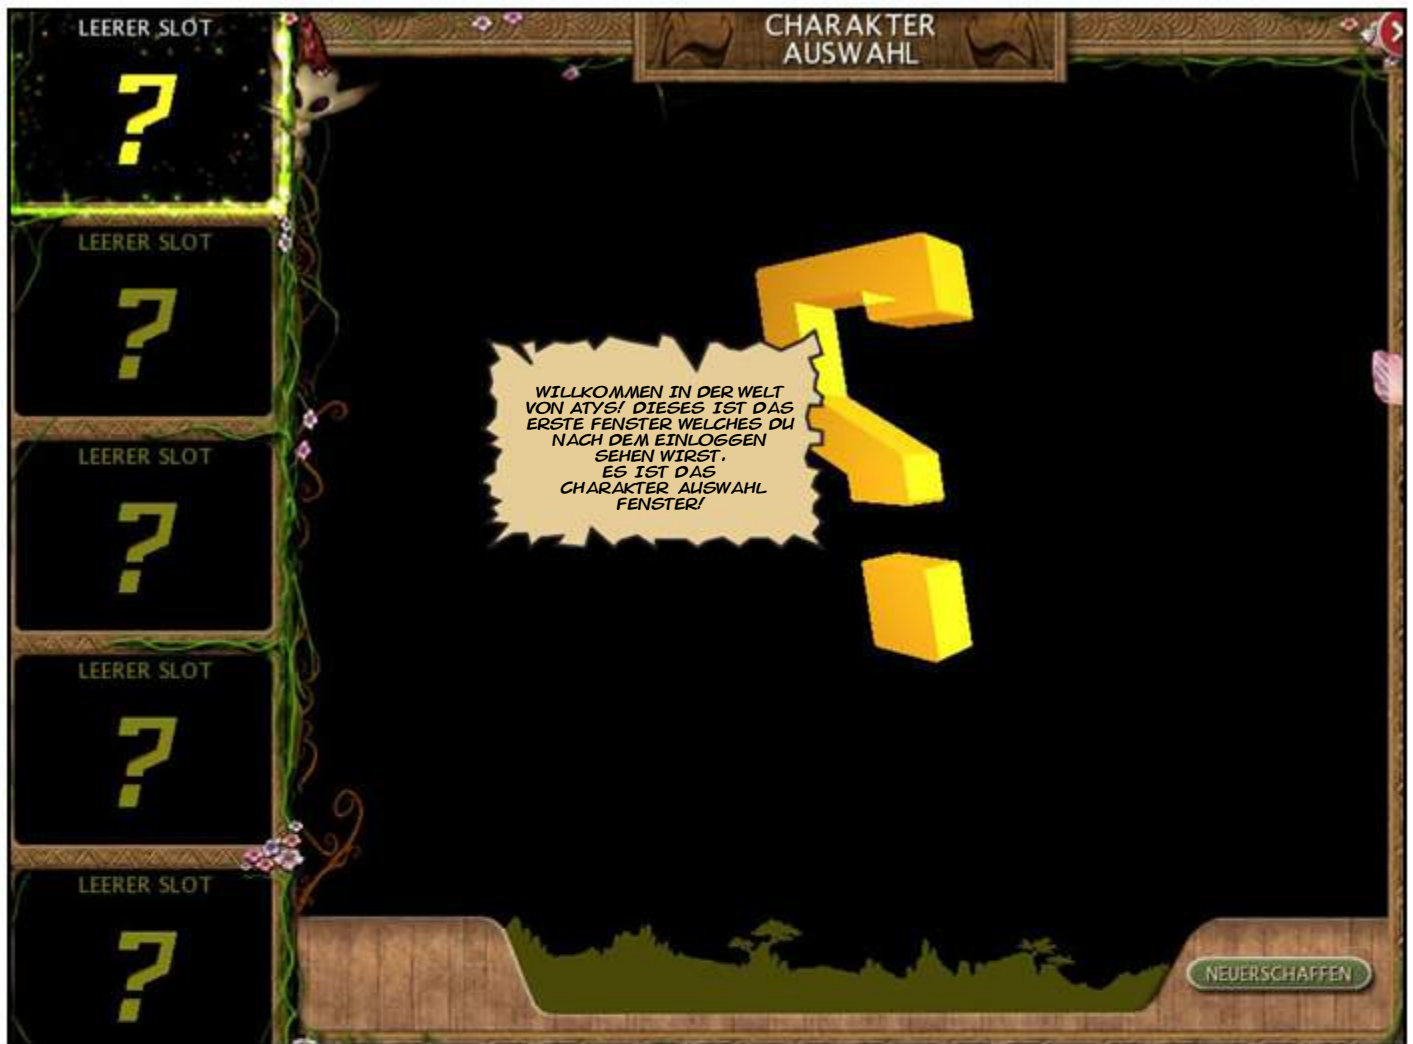 LEERER SLOT
?
LEERER SLOT
?
LEERER SLOT
?
LEERER SLOT
?
LEERER SLOT
?
CHARAKTER
AUSWAHL
?
WILLKOMMEN IN DER WELT
VON ATYS! DIESES IST DAS
ERSTE FENSTER WELCHES DU
NACH DEM EINLOGGEN
SEHEN WIRST.
ES IST DAS
CHARAKTER AUSWAHL
FENSTER!
NEUERSCHAFFEN